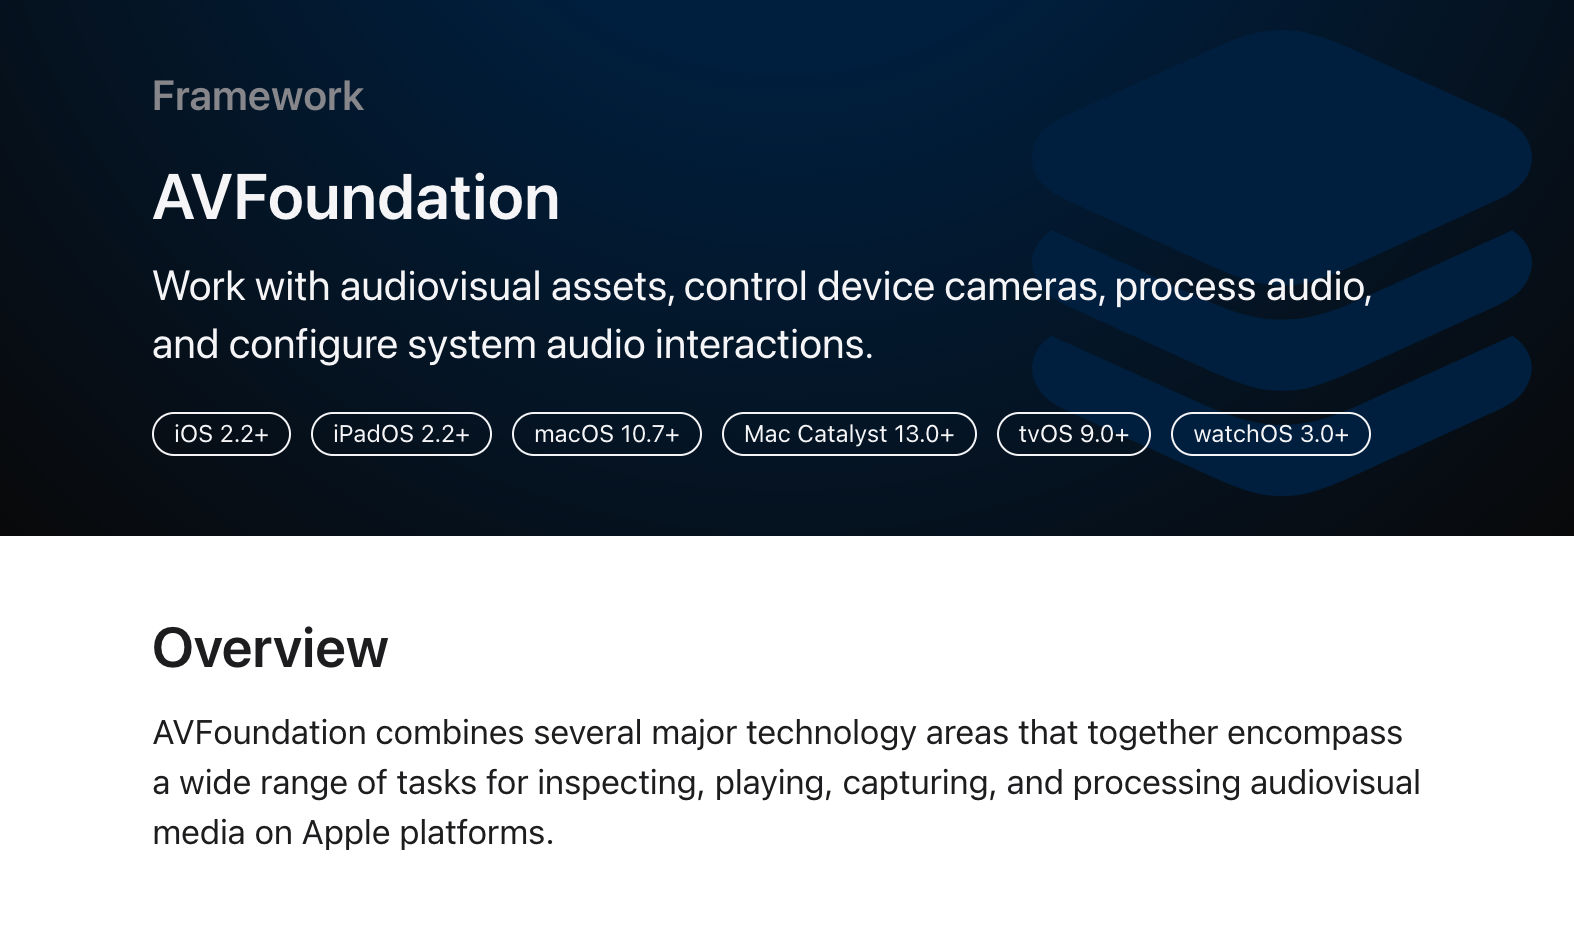 Framework
AVFoundation
Work with audiovisual assets, control device cameras, process audio,
and configure system audio interactions.
iOS 2.2+ iPadOS 2.2+ macOS 10.7+ Mac Catalyst 13.0+ tvOS 9.0+ watchOS 3.0+
Overview
AVFoundation combines several major technology areas that together encompass
a wide range of tasks for inspecting, playing, capturing, and processing audiovisual
media on Apple platforms.